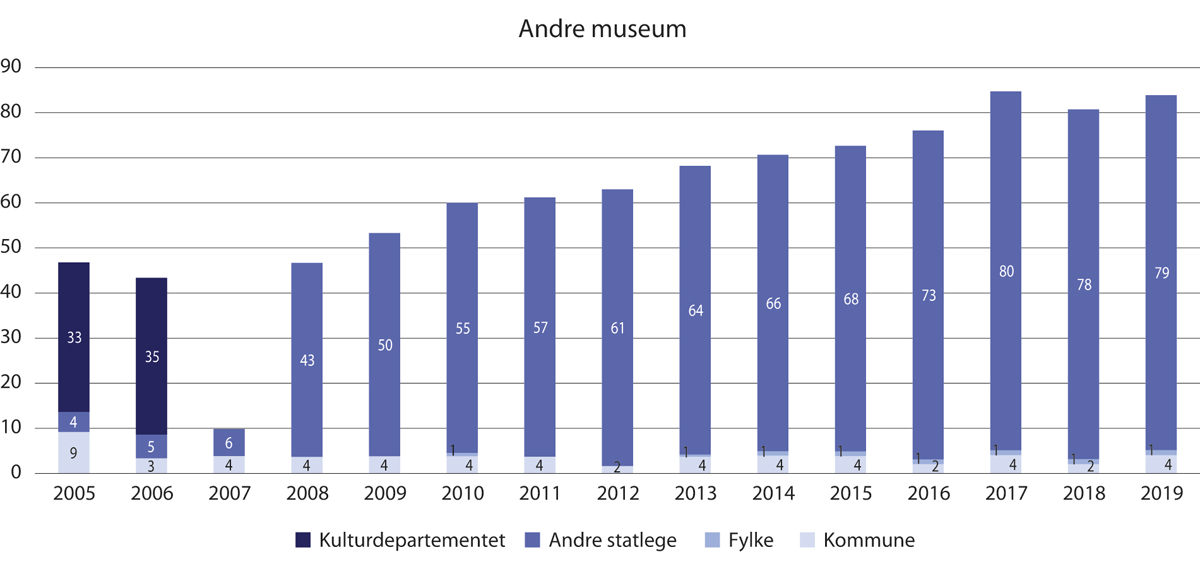 Andre museum
90
80
70
60
50
40
30
20
10
0
33 35
4 5 6 43 50 55 57 61 64 66 68 73 80 78 79
1 1 1 1 1 1 1 1
9 3 4 4 4 4 4 2 4 4 4 2 4 2 4
2005 2006 2007 2008 2009 2010 2011 2012 2013 2014 2015 2016 2017 2018 2019
Kulturdepartementet Andre statlege Fylke Kommune